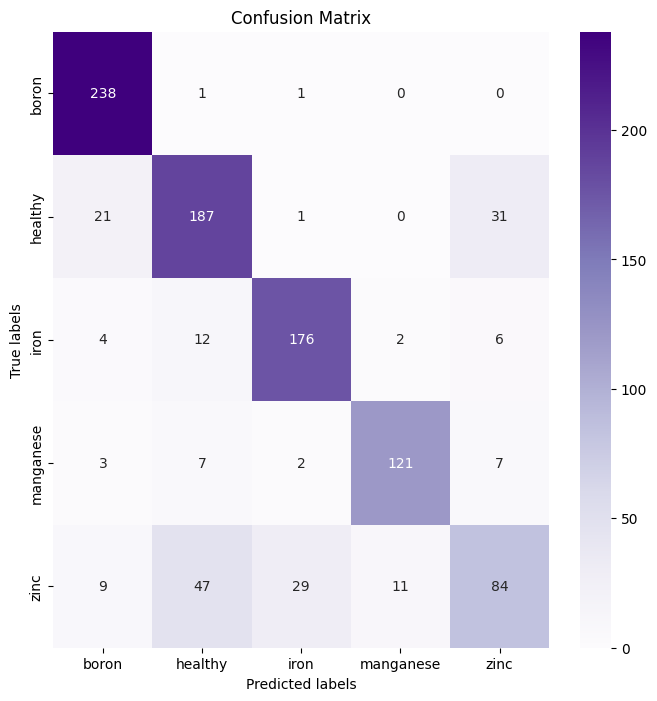 Confusion Matrix
boron 238 1 1 0 0
healthy 21 187 1 0 31
iron 4 12 176 2 6
manganese 3 7 2 121 7
zinc 9 47 29 11 84
boron healthy iron manganese zinc
Predicted labels
True labels
200
150
100
50
0